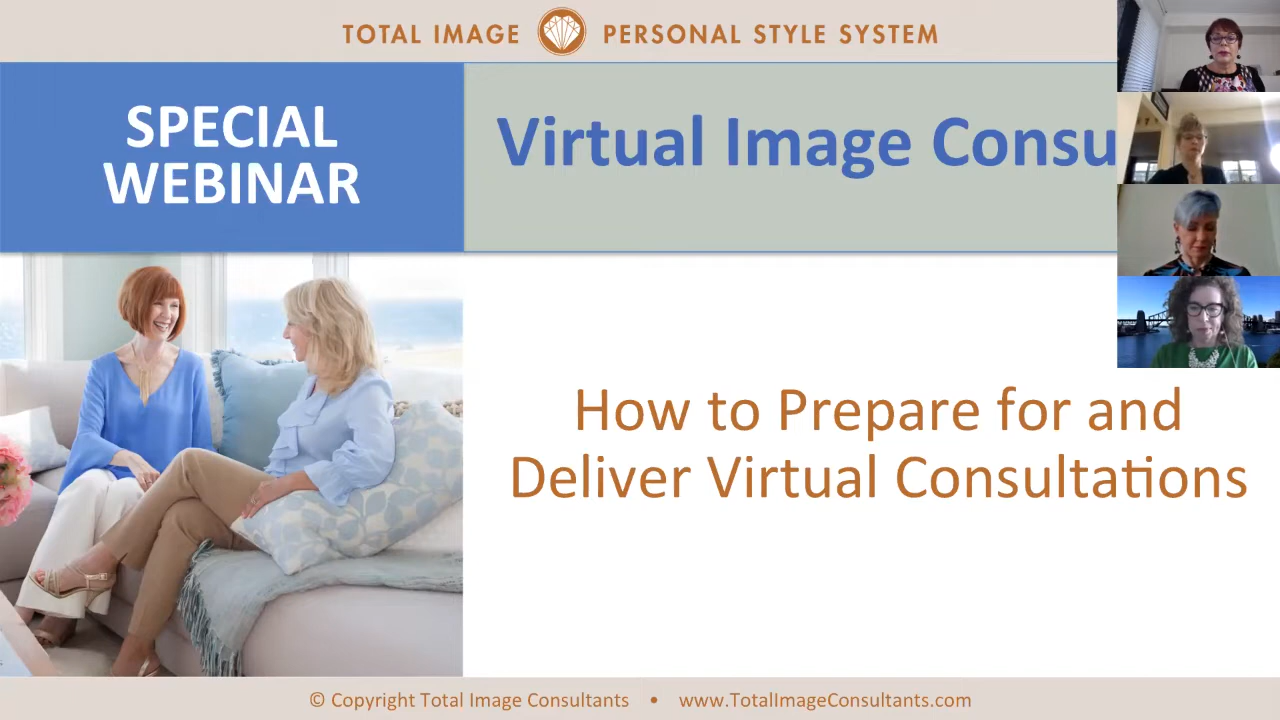 TOTAL IMAGE PERSONAL STYLE SYSTEM
SPECIAL
WEBINAR
Virtual Image Consu
How to Prepare for and
Deliver Virtual Consultations
© Copyright Total Image Consultants • www.TotalImageConsultants.com